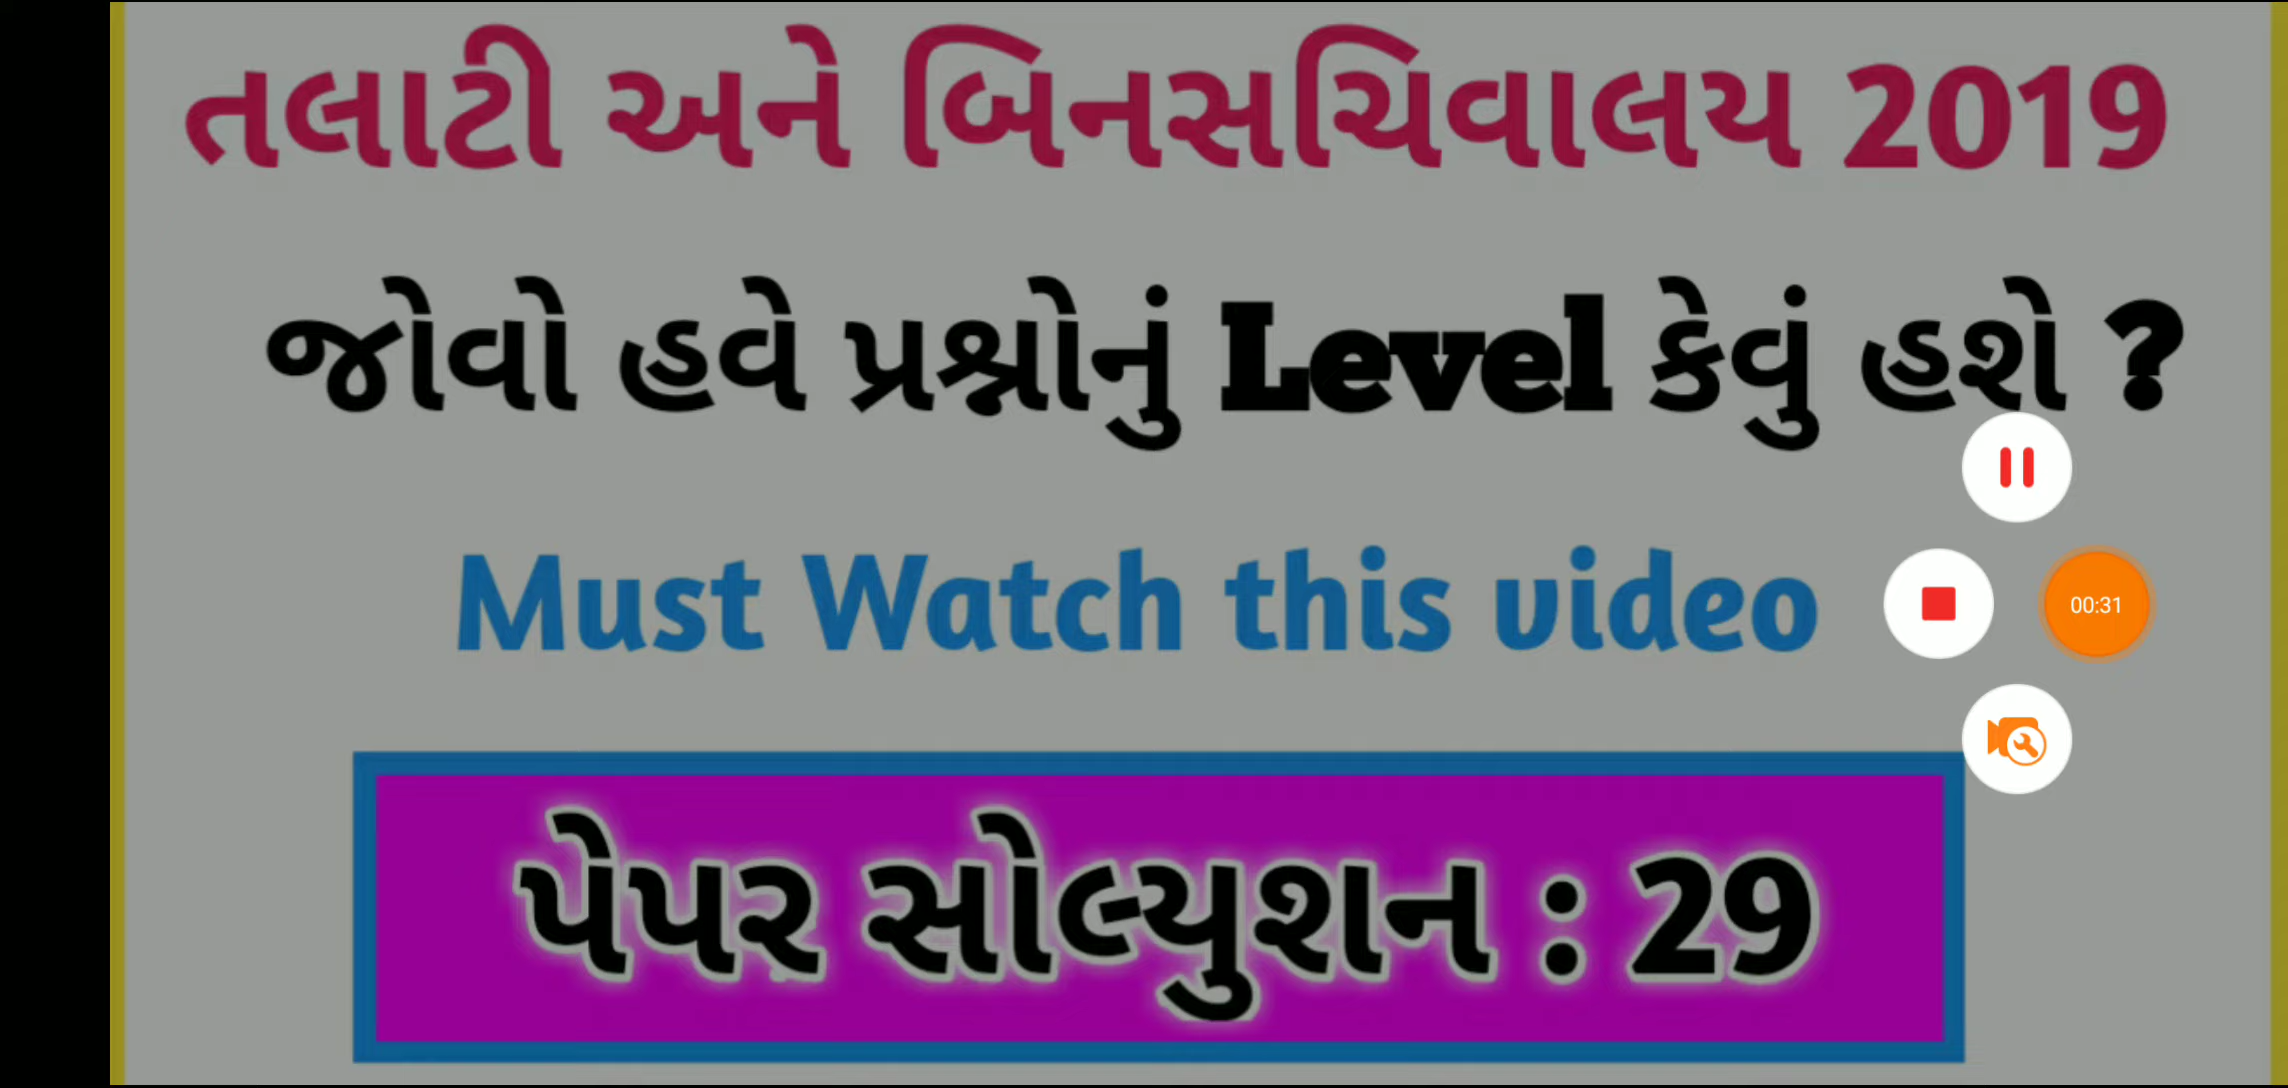 તલાટી અને બિનસચિવાલય 2019
જોવો હવે પ્રશ્નોનું Level કેવું હશે ?
Must Watch this video
00:31
પેપર સોલ્યુશન : 29